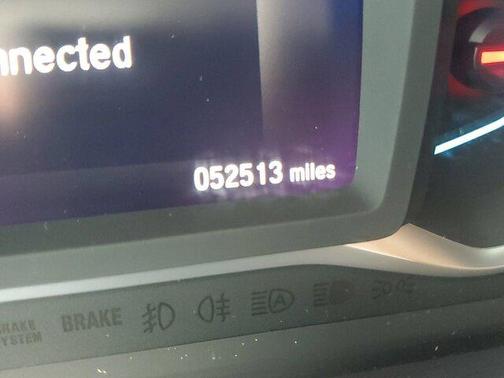 nnected
052513 miles
BRAKE
SYSTEM
BRAKE
A